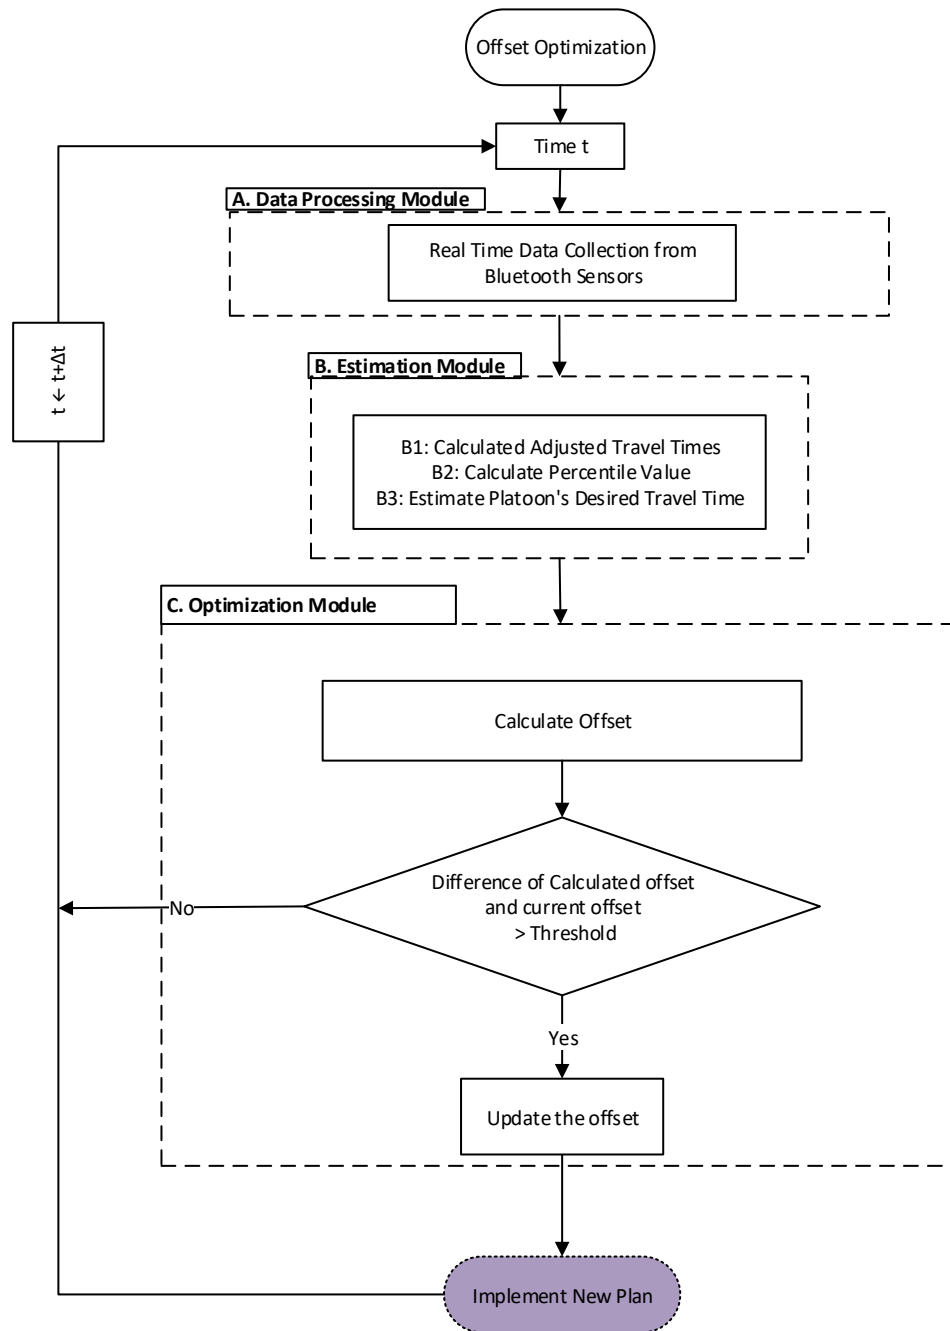 Offset Optimization
Time t
A. Data Processing Module
Real Time Data Collection from
Bluetooth Sensors
t ← t+Δt
B. Estimation Module
B1: Calculated Adjusted Travel Times
B2: Calculate Percentile Value
B3: Estimate Platoon's Desired Travel Time
C. Optimization Module
Calculate Offset
Difference of Calculated offset
and current offset
> Threshold
No
Yes
Update the offset
Implement New Plan